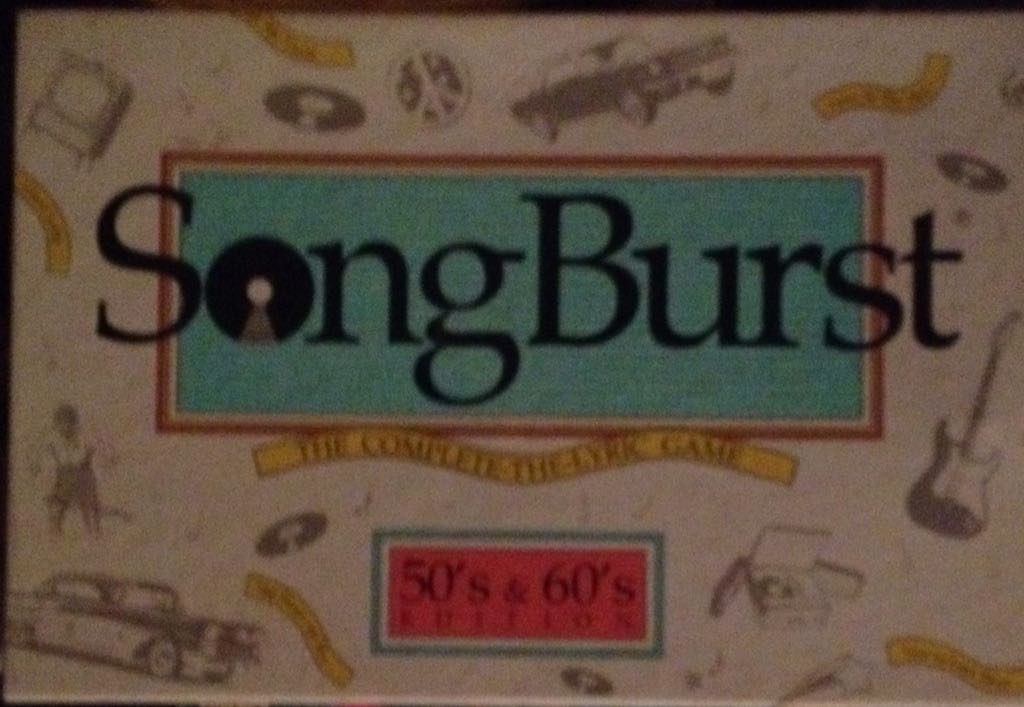 SongBurst
THE COMPLETE-THE-LYRIC GAME
50's & 60's
EDITION